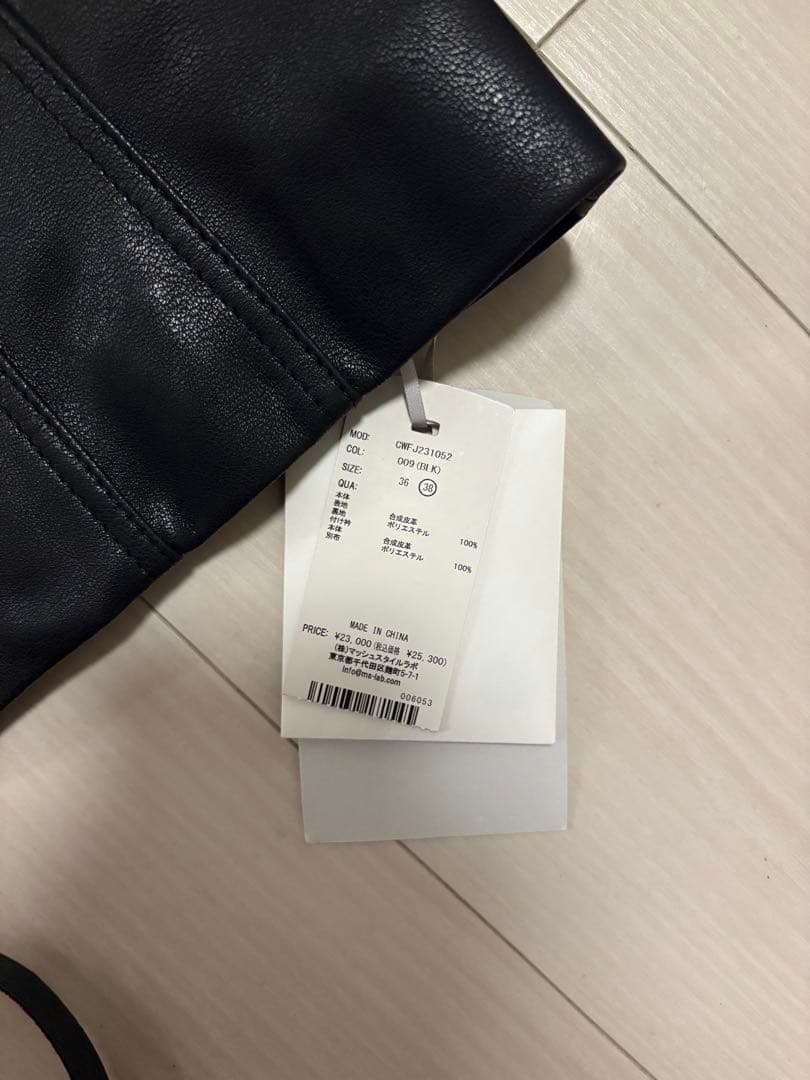 MOD: CWFJ231052
COL: 009(BLK)
SIZE: 36 38
QUA:
本体
表地 合成皮革
裏地 ポリエステル 100%
付け衿
本体 合成皮革
別布 ポリエステル 100%
MADE IN CHINA
PRICE: ¥23,000(税込価格 ¥25,300)
(株)マッシュスタイルラボ
東京都千代田区麹町5-7-1
info@ms-lab.com
006053